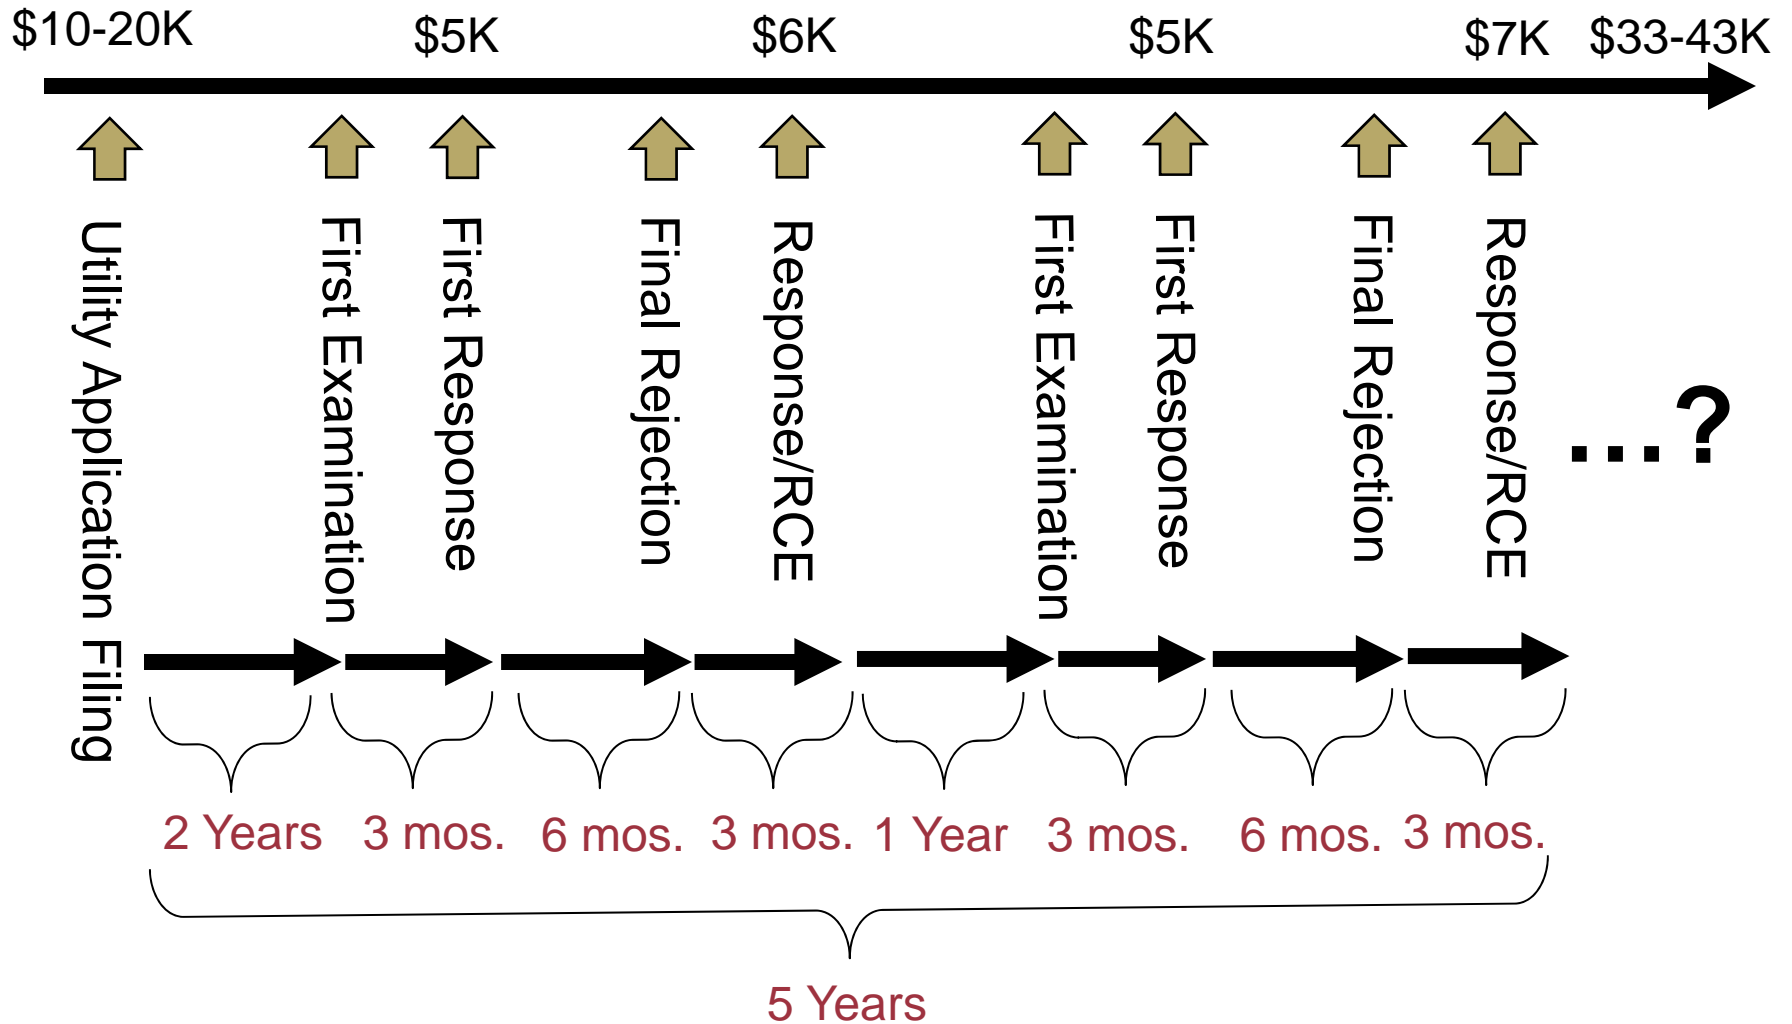 $10-20K
$5K
$6K
$5K
$7K
$33-43K
Utility Application Filing
First Examination
First Response
Final Rejection
Response/RCE
First Examination
First Response
Final Rejection
Response/RCE
...?
2 Years
3 mos.
6 mos.
3 mos.
1 Year
3 mos.
6 mos.
3 mos.
5 Years